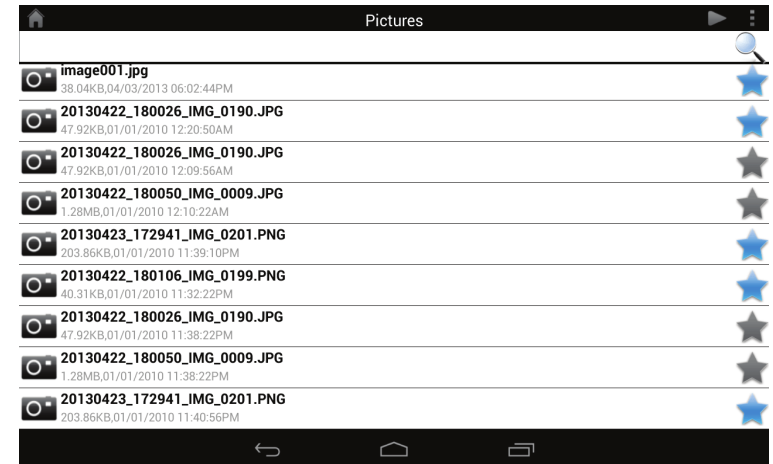 Pictures
image001.jpg
38.04KB,04/03/2013 06:02:44PM
20130422_180026_IMG_0190.JPG
47.92KB,01/01/2010 12:20:50AM
20130422_180026_IMG_0190.JPG
47.92KB,01/01/2010 12:09:56AM
20130422_180050_IMG_0009.JPG
1.28MB,01/01/2010 12:10:22AM
20130423_172941_IMG_0201.PNG
203.86KB,01/01/2010 11:39:10PM
20130422_180106_IMG_0199.PNG
40.31KB,01/01/2010 11:32:22PM
20130422_180026_IMG_0190.JPG
47.92KB,01/01/2010 11:38:22PM
20130422_180050_IMG_0009.JPG
1.28MB,01/01/2010 11:38:22PM
20130423_172941_IMG_0201.PNG
203.86KB,01/01/2010 11:40:56PM